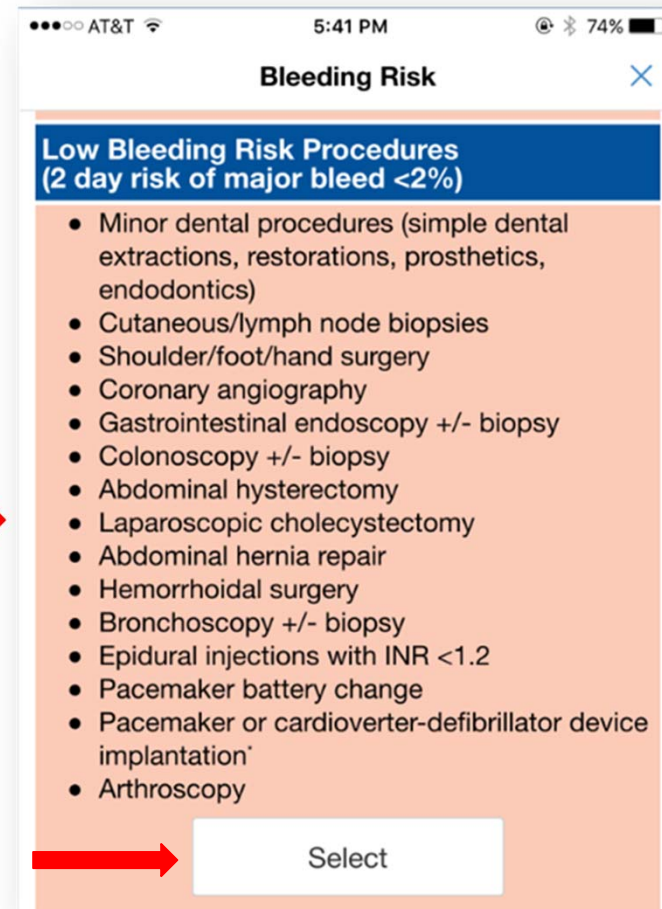 AT&T 5:41 PM 74%
Bleeding Risk
Low Bleeding Risk Procedures
(2 day risk of major bleed <2%)
• Minor dental procedures (simple dental
extractions, restorations, prosthetics,
endodontics)
• Cutaneous/lymph node biopsies
• Shoulder/foot/hand surgery
• Coronary angiography
• Gastrointestinal endoscopy +/- biopsy
• Colonoscopy +/- biopsy
• Abdominal hysterectomy
• Laparoscopic cholecystectomy
• Abdominal hernia repair
• Hemorrhoidal surgery
• Bronchoscopy +/- biopsy
• Epidural injections with INR <1.2
• Pacemaker battery change
• Pacemaker or cardioverter-defibrillator device
implantation*
• Arthroscopy
Select